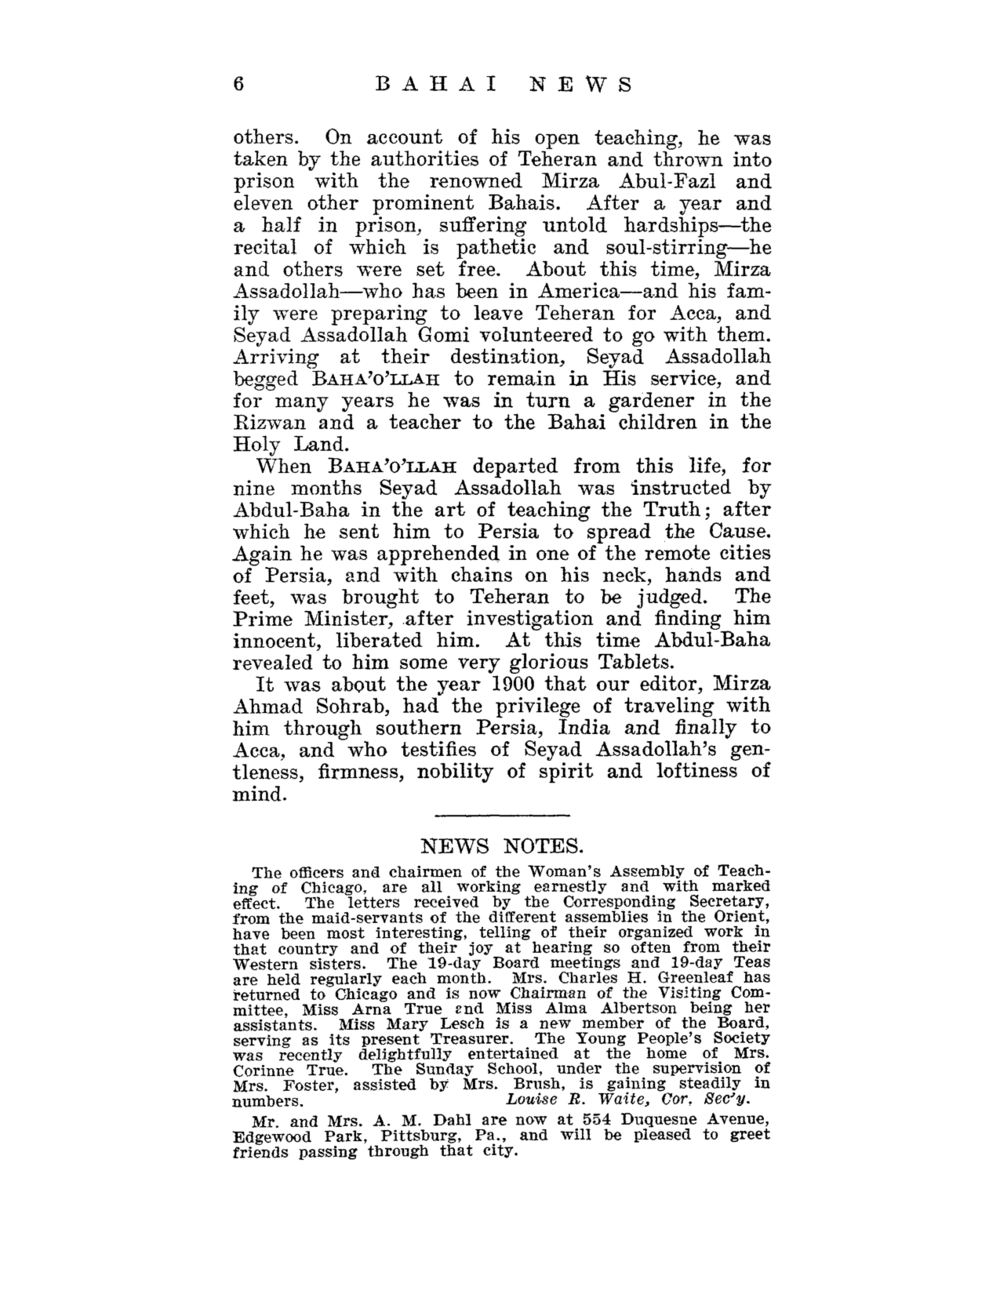 6 BAHAI NEWS
others. On account of his open teaching, he was
taken by the authorities of Teheran and thrown into
prison with the renowned Mirza Abul-Fazl and
eleven other prominent Bahais. After a year and
a half in prison, suffering untold hardships—the
recital of which is pathetic and soul-stirring—he
and others were set free. About this time, Mirza
Assadollah—who has been in America—and his fam-
ily were preparing to leave Teheran for Acca, and
Seyad Assadollah Gomi volunteered to go with them.
Arriving at their destination, Seyad Assadollah
begged BAHA'O'LLAH to remain in His service, and
for many years he was in turn a gardener in the
Rizwan and a teacher to the Bahai children in the
Holy Land.
When BAHA'O'LLAH departed from this life, for
nine months Seyad Assadollah was instructed by
Abdul-Baha in the art of teaching the Truth; after
which he sent him to Persia to spread the Cause.
Again he was apprehended in one of the remote cities
of Persia, and with chains on his neck, hands and
feet, was brought to Teheran to be judged. The
Prime Minister, after investigation and finding him
innocent, liberated him. At this time Abdul-Baha
revealed to him some very glorious Tablets.
It was about the year 1900 that our editor, Mirza
Ahmad Sohrab, had the privilege of traveling with
him through southern Persia, India and finally to
Acca, and who testifies of Seyad Assadollah's gen-
tleness, firmness, nobility of spirit and loftiness of
mind.
NEWS NOTES.
The officers and chairmen of the Woman's Assembly of Teach-
ing of Chicago, are all working earnestly and with marked
effect. The letters received by the Corresponding Secretary,
from the maid-servants of the different assemblies in the Orient,
have been most interesting, telling of their organized work in
that country and of their joy at hearing so often from their
Western sisters. The 19-day Board meetings and 19-day Teas
are held regularly each month. Mrs. Charles H. Greenleaf has
returned to Chicago and is now Chairman of the Visiting Com-
mittee, Miss Arna True and Miss Alma Albertson being her
assistants. Miss Mary Lesch is a new member of the Board,
serving as its present Treasurer. The Young People's Society
was recently delightfully entertained at the home of Mrs.
Corinne True. The Sunday School, under the supervision of
Mrs. Foster, assisted by Mrs. Brush, is gaining steadily in
numbers. Louise R. Waite, Cor. Sec'y.
Mr. and Mrs. A. M. Dahl are now at 554 Duquesne Avenue,
Edgewood Park, Pittsburg, Pa., and will be pleased to greet
friends passing through that city.